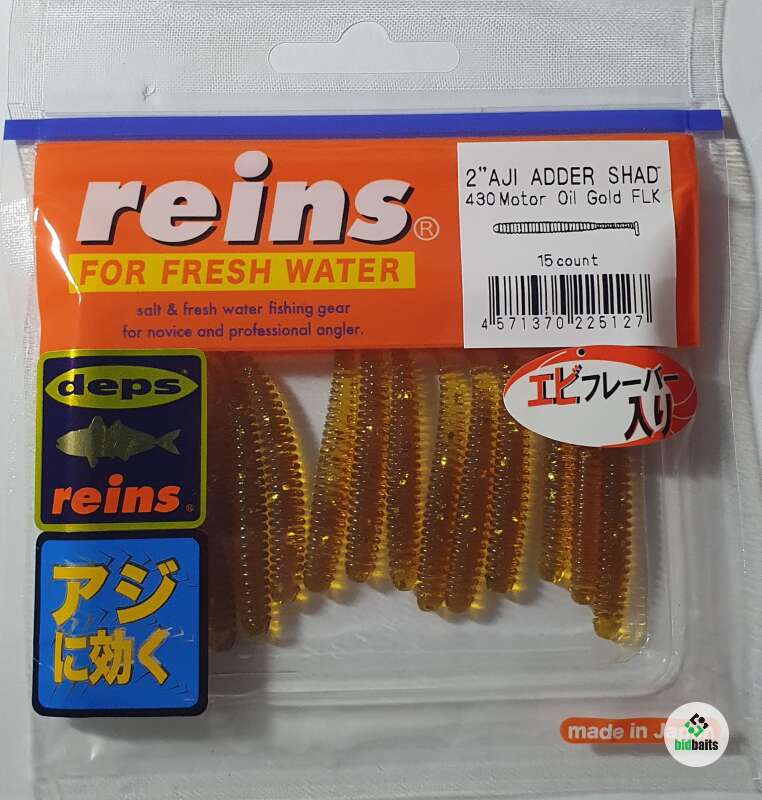 reins®
FOR FRESH WATER
salt & fresh water fishing gear
for novice and professional angler.
2"AJI ADDER SHAD
430 Motor Oil Gold FLK
15 count
4 571370 225127
deps
reins®
エビフレーバー
入り
アジ
に効く
made in Japan
bidbaits